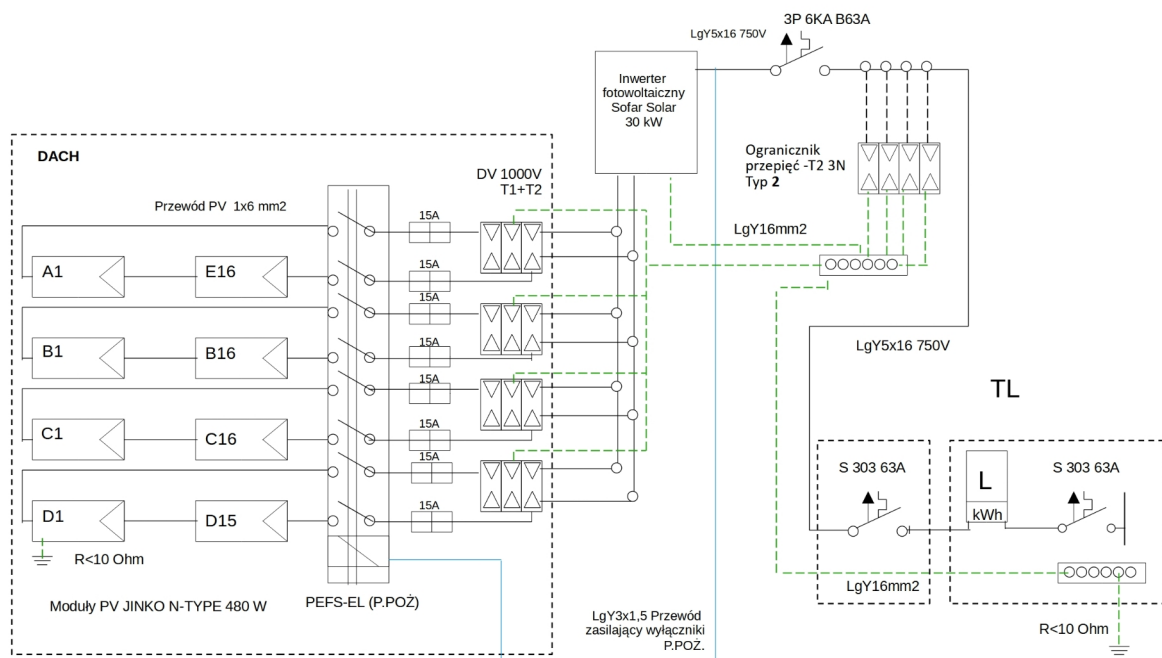 3P 6KA B63A
LgY5x16 750V
Inwerter
fotowoltaiczny
Sofar Solar
30 kW
DACH
DV 1000V
T1+T2
Ogranicznik
przepięć -T2 3N
Typ 2
Przewód PV 1x6 mm2
15A
LgY16mm2
A1
E16
15A
15A
B1
B16
15A
LgY5x16 750V
15A
TL
C1
C16
15A
15A
S 303 63A
L
S 303 63A
kWh
15A
D1
D15
R<10 Ohm
LgY16mm2
Moduły PV JINKO N-TYPE 480 W
PEFS-EL (P.POŻ)
LgY3x1,5 Przewód
zasilający wyłączniki
P.POŻ.
R<10 Ohm